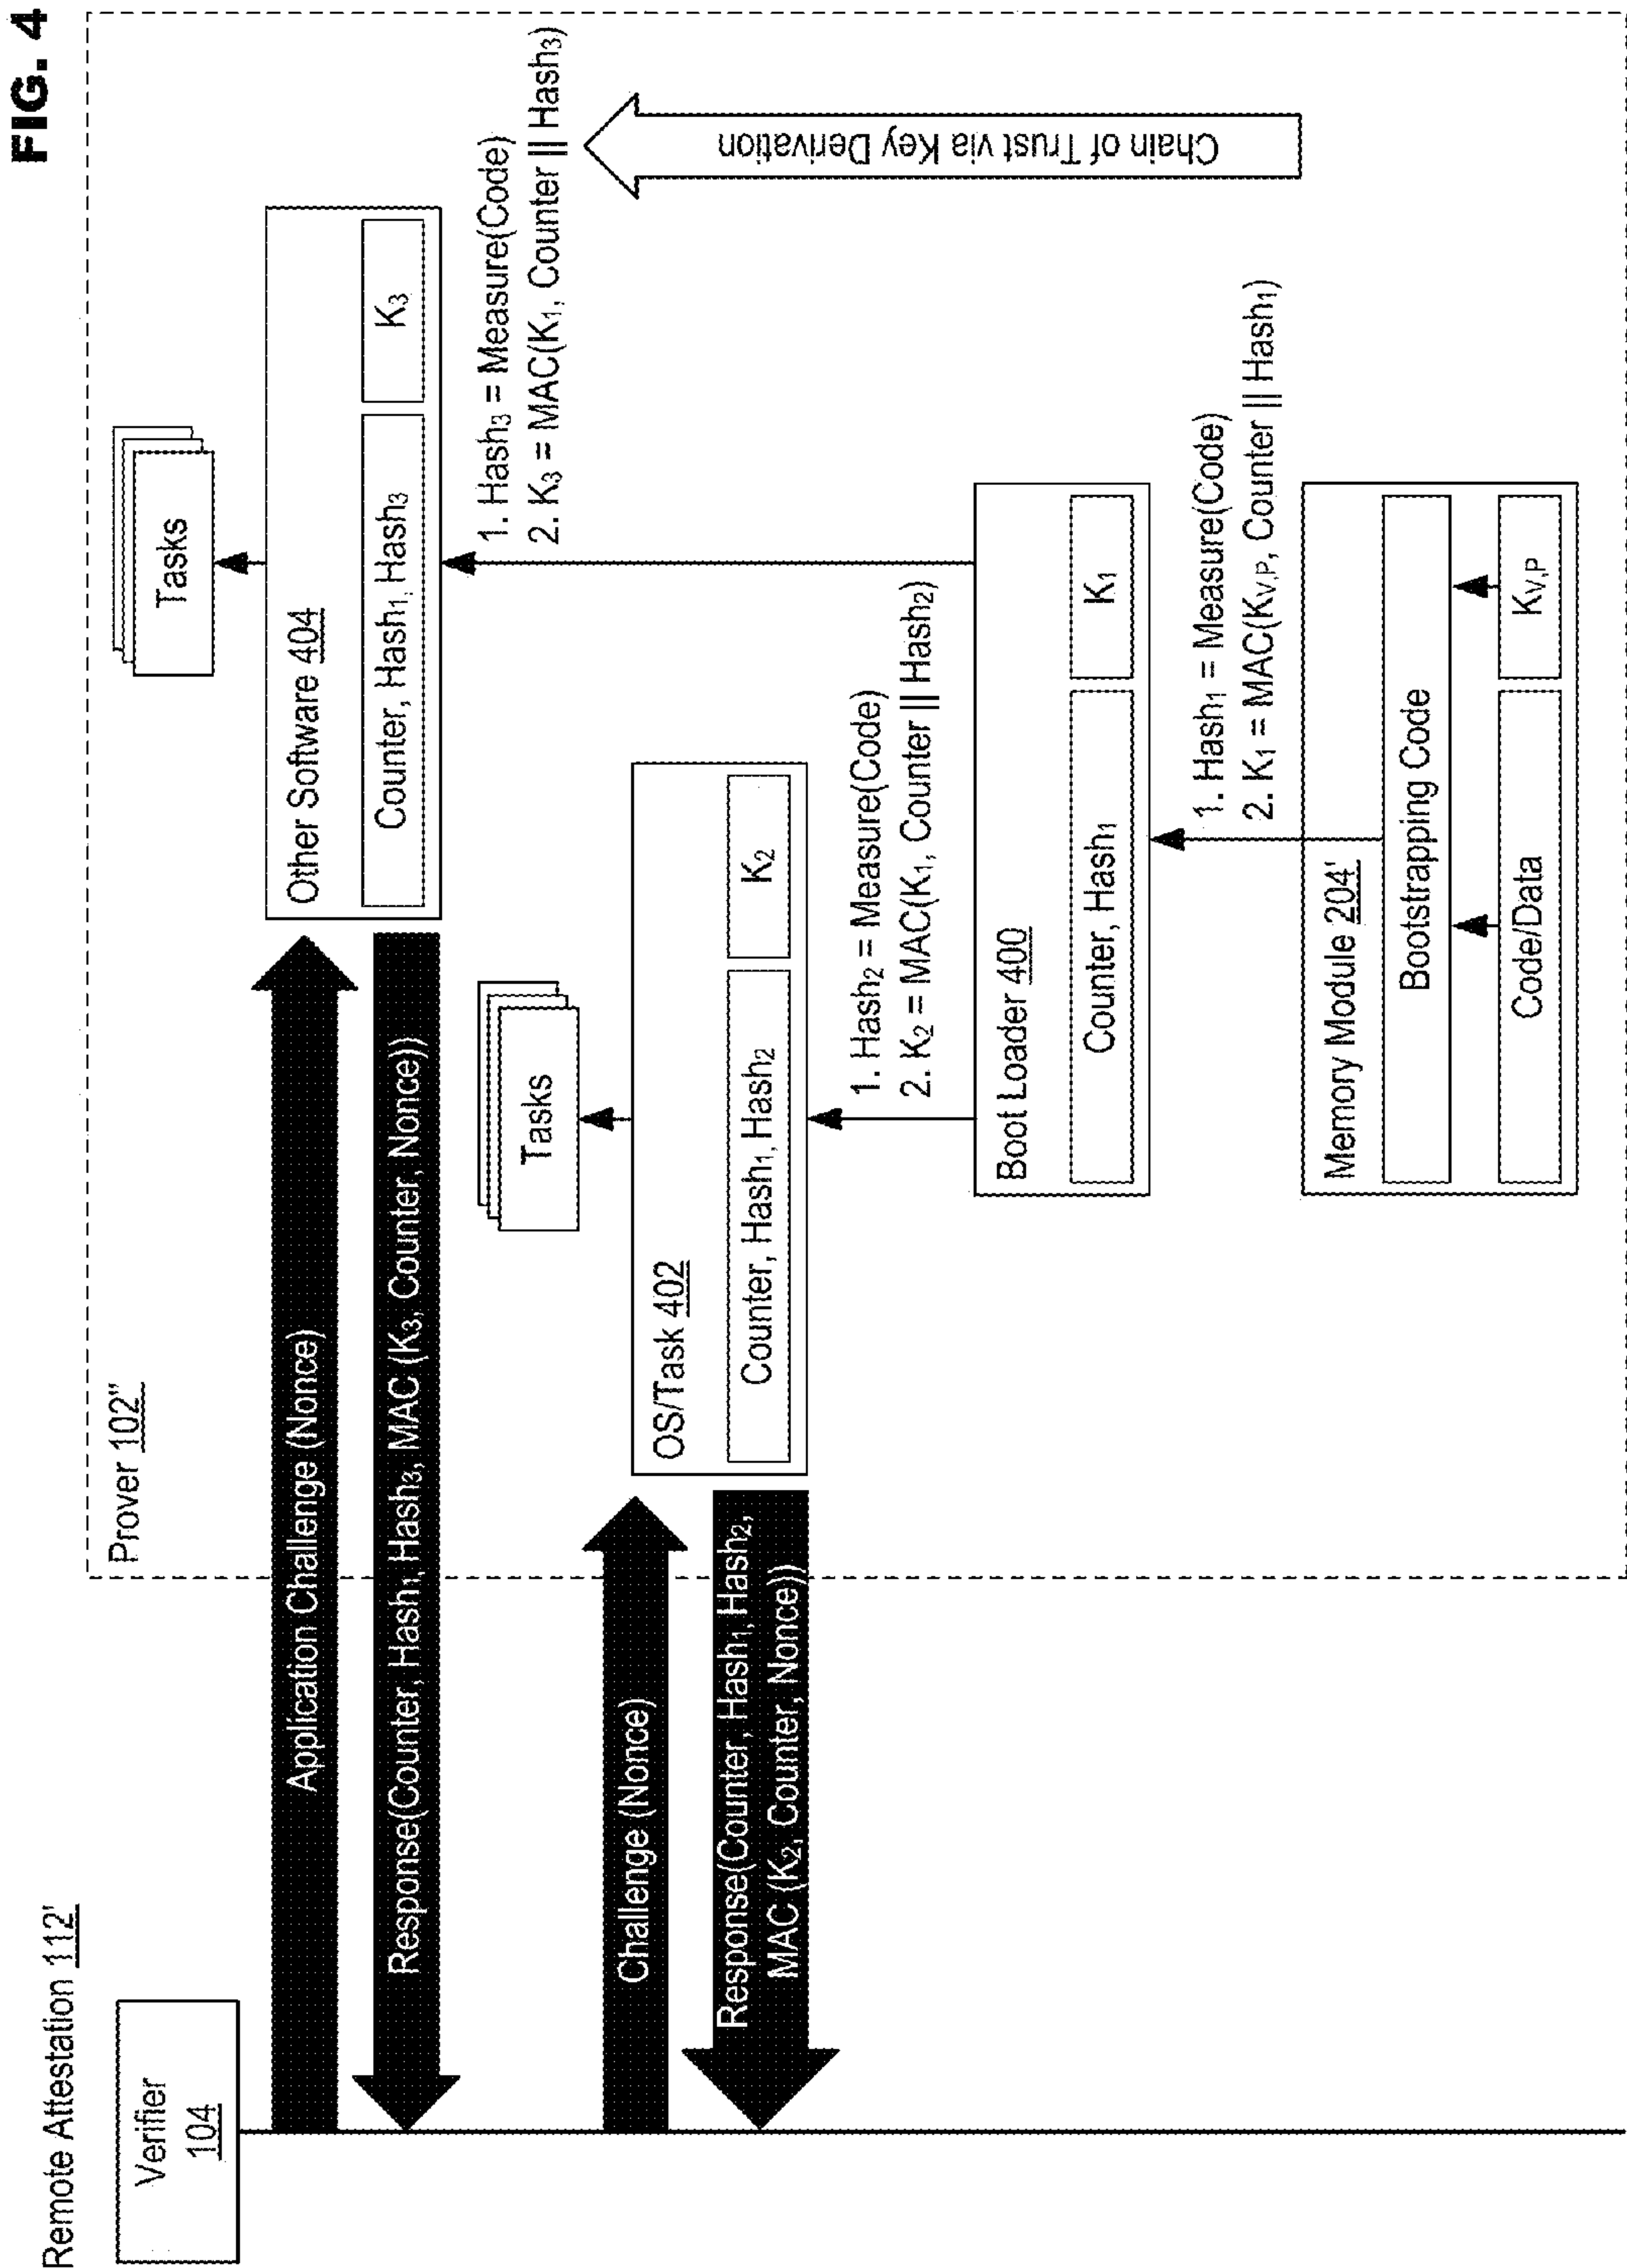 FIG. 4
Remote Attestation 112'
Verifier
104
Prover 102"
Application Challenge (Nonce)
Response(Counter, Hash1, Hash3, MAC (K3, Counter, Nonce))
Challenge (Nonce)
Response(Counter, Hash1, Hash2,
MAC (K2, Counter, Nonce))
Tasks
Other Software 404
Counter, Hash1, Hash3
K3
1. Hash3 = Measure(Code)
2. K3 = MAC(K1, Counter || Hash3)
Tasks
OS/Task 402
Counter, Hash1, Hash2
K2
1. Hash2 = Measure(Code)
2. K2 = MAC(K1, Counter || Hash2)
Boot Loader 400
Counter, Hash1
K1
1. Hash1 = Measure(Code)
2. K1 = MAC(KV,P, Counter || Hash1)
Memory Module 204'
Bootstrapping Code
Code/Data
KV,P
Chain of Trust via Key Derivation